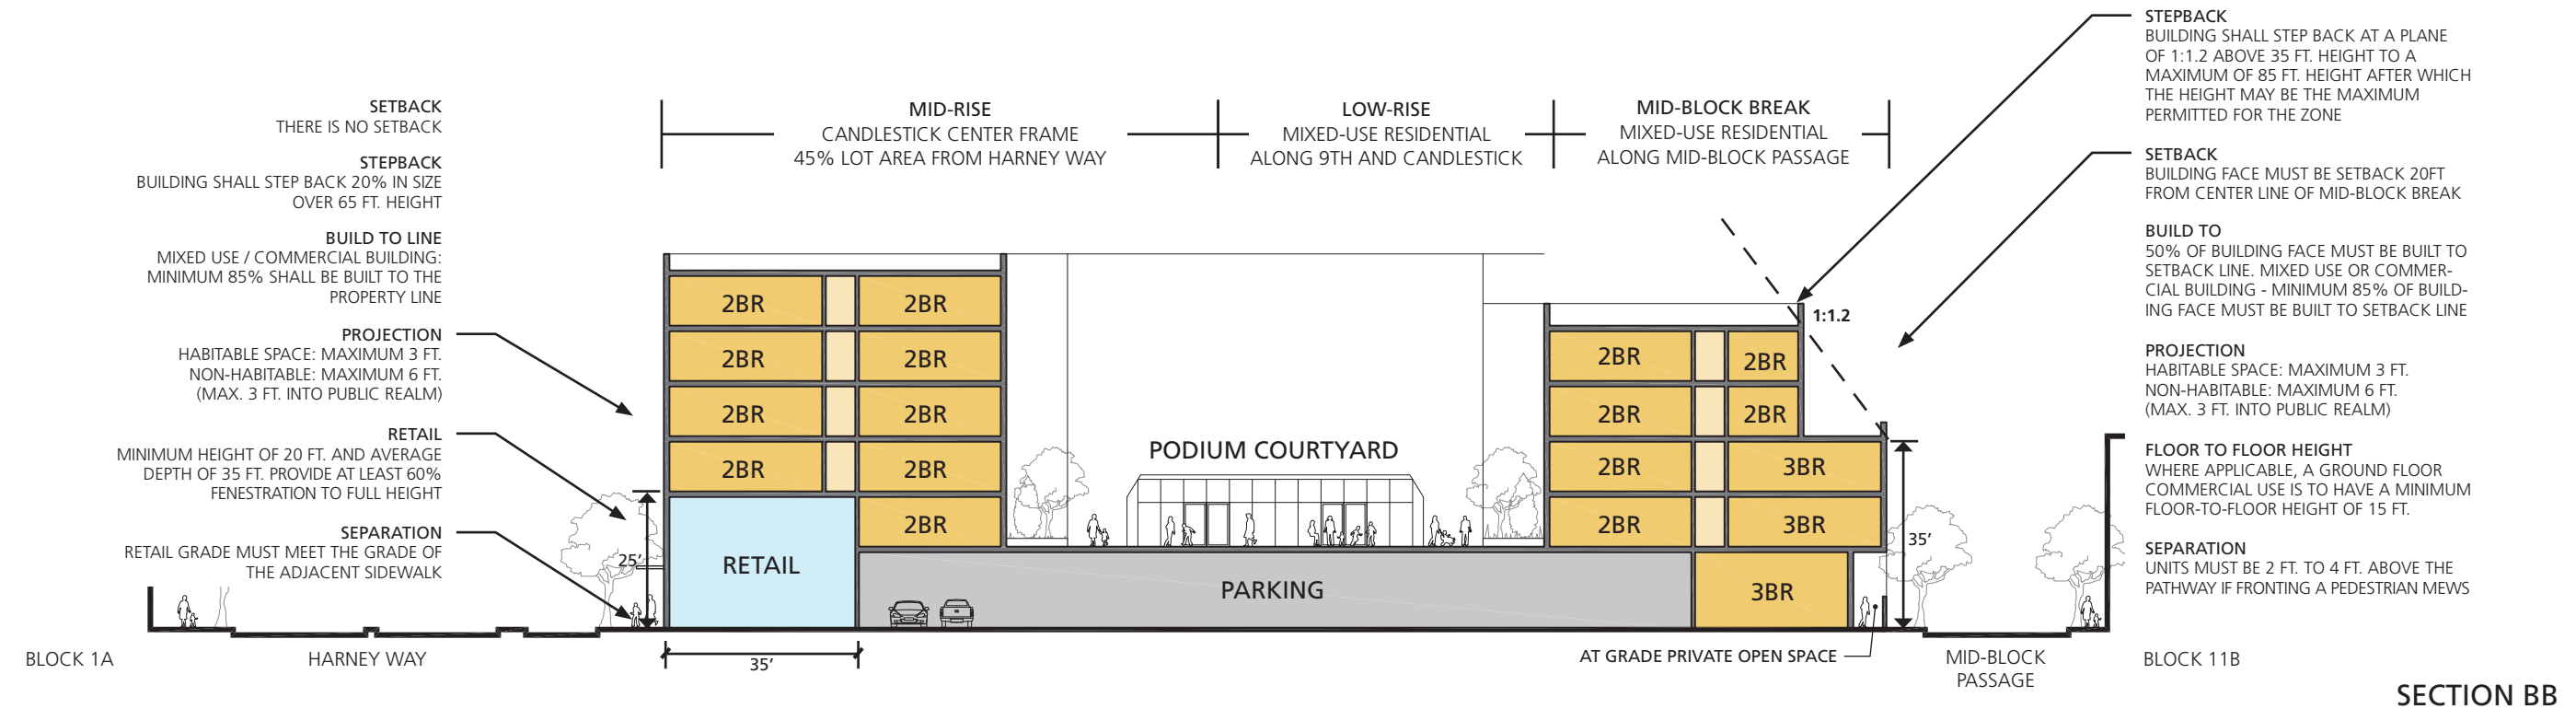 SETBACK
THERE IS NO SETBACK
STEPBACK
BUILDING SHALL STEP BACK 20% IN SIZE
OVER 65 FT. HEIGHT
BUILD TO LINE
MIXED USE / COMMERCIAL BUILDING:
MINIMUM 85% SHALL BE BUILT TO THE
PROPERTY LINE
PROJECTION
HABITABLE SPACE: MAXIMUM 3 FT.
NON-HABITABLE: MAXIMUM 6 FT.
(MAX. 3 FT. INTO PUBLIC REALM)
RETAIL
MINIMUM HEIGHT OF 20 FT. AND AVERAGE
DEPTH OF 35 FT. PROVIDE AT LEAST 60%
FENESTRATION TO FULL HEIGHT
SEPARATION
RETAIL GRADE MUST MEET THE GRADE OF
THE ADJACENT SIDEWALK
MID-RISE
CANDLESTICK CENTER FRAME
45% LOT AREA FROM HARNEY WAY
LOW-RISE
MIXED-USE RESIDENTIAL
ALONG 9TH AND CANDLESTICK
MID-BLOCK BREAK
MIXED-USE RESIDENTIAL
ALONG MID-BLOCK PASSAGE
2BR 2BR
2BR 2BR
2BR 2BR
2BR 2BR
2BR
RETAIL
25'
35'
PODIUM COURTYARD
PARKING
1:1.2
2BR 2BR
2BR 2BR
2BR 3BR
2BR 3BR
3BR
35'
AT GRADE PRIVATE OPEN SPACE
STEPBACK
BUILDING SHALL STEP BACK AT A PLANE
OF 1:1.2 ABOVE 35 FT. HEIGHT TO A
MAXIMUM OF 85 FT. HEIGHT AFTER WHICH
THE HEIGHT MAY BE THE MAXIMUM
PERMITTED FOR THE ZONE
SETBACK
BUILDING FACE MUST BE SETBACK 20FT
FROM CENTER LINE OF MID-BLOCK BREAK
BUILD TO
50% OF BUILDING FACE MUST BE BUILT TO
SETBACK LINE. MIXED USE OR COMMER-
CIAL BUILDING - MINIMUM 85% OF BUILD-
ING FACE MUST BE BUILT TO SETBACK LINE
PROJECTION
HABITABLE SPACE: MAXIMUM 3 FT.
NON-HABITABLE: MAXIMUM 6 FT.
(MAX. 3 FT. INTO PUBLIC REALM)
FLOOR TO FLOOR HEIGHT
WHERE APPLICABLE, A GROUND FLOOR
COMMERCIAL USE IS TO HAVE A MINIMUM
FLOOR-TO-FLOOR HEIGHT OF 15 FT.
SEPARATION
UNITS MUST BE 2 FT. TO 4 FT. ABOVE THE
PATHWAY IF FRONTING A PEDESTRIAN MEWS
BLOCK 1A
HARNEY WAY
MID-BLOCK
PASSAGE
BLOCK 11B
SECTION BB